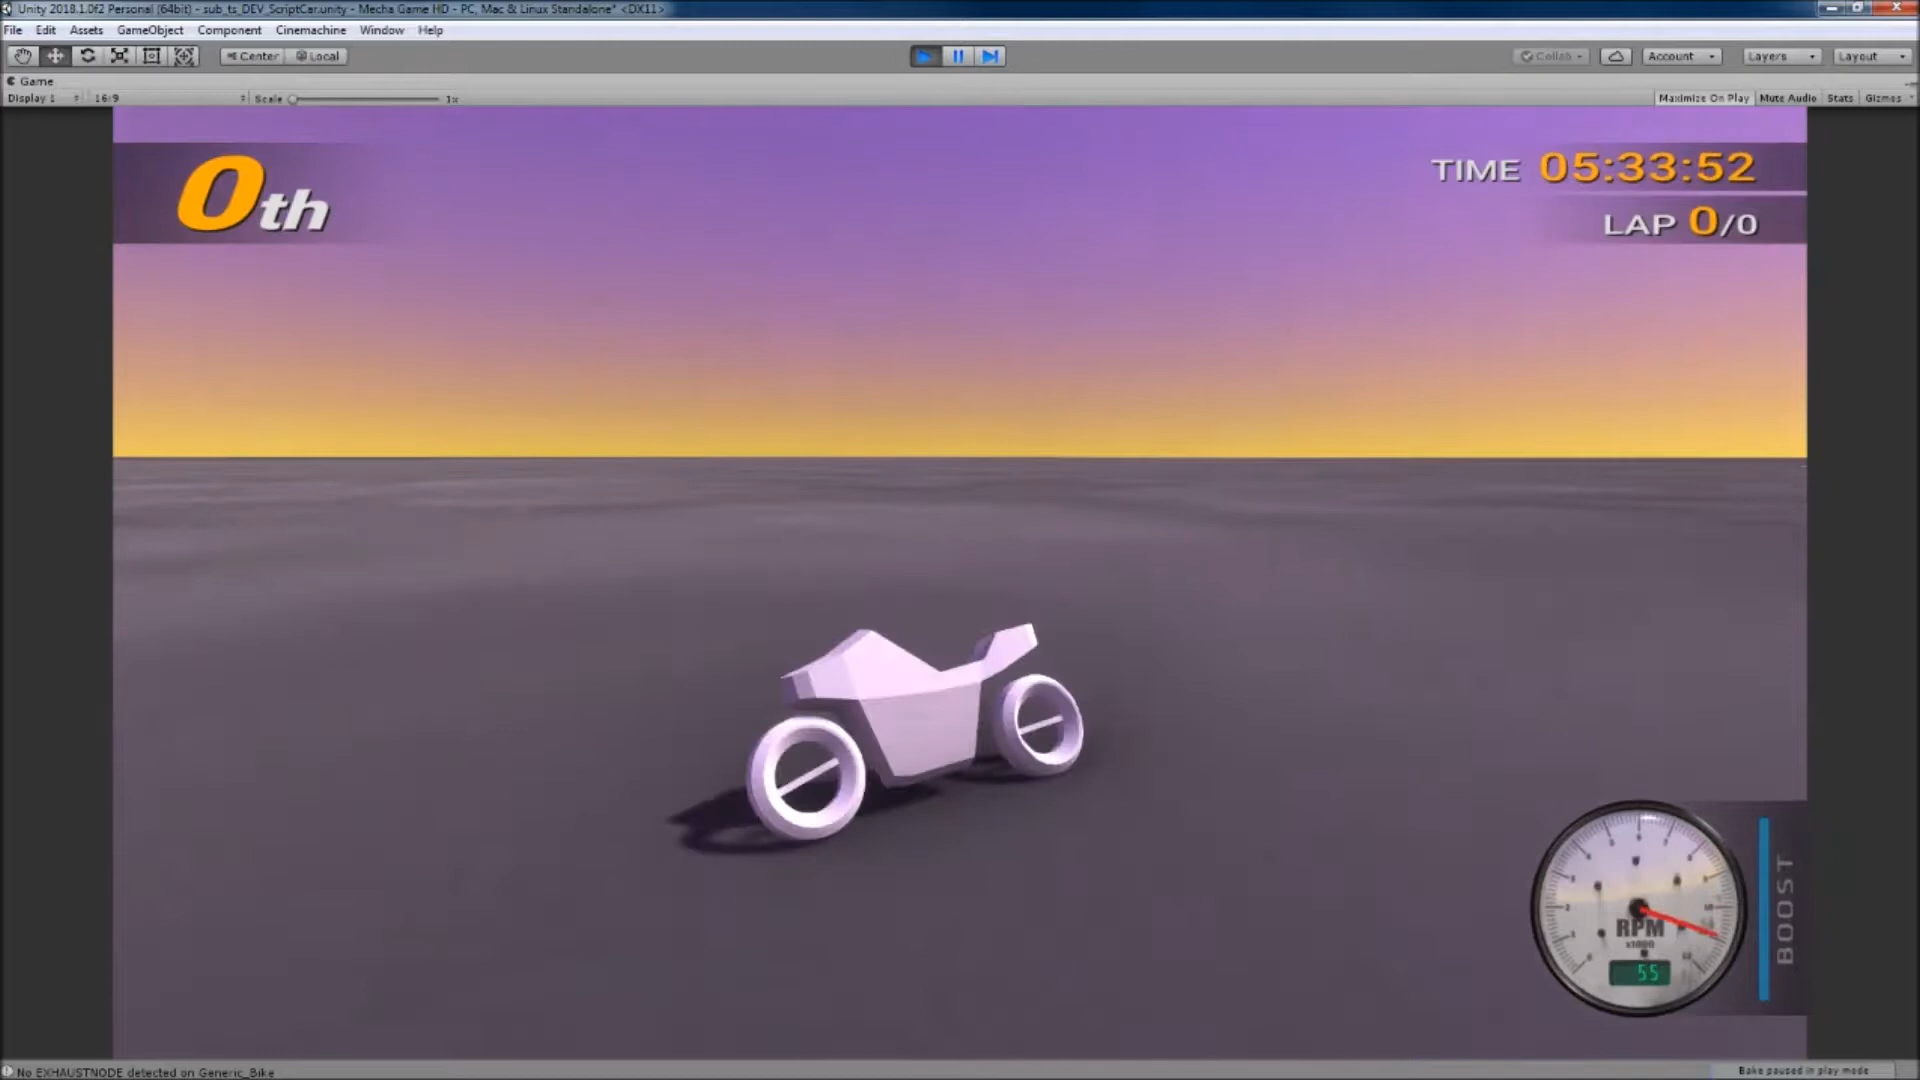 Unity 2018.1.0f2 Personal (64bit) - sub_ts_DEV_ScriptCar.unity - Mecha Game HD - PC, Mac & Linux Standalone* <DX11>
File Edit Assets GameObject Component Cinemachine Window Help
Center Local Collab Account Layers Layout
Game
Display 1 16:9 Scale 1x Maximize On Play Mute Audio Stats Gizmos
0th
TIME 05:33:52
LAP 0/0
RPM
x1000
55
BOOST
No EXHAUSTNODE detected on Generic_Bike
Bake paused in play mode